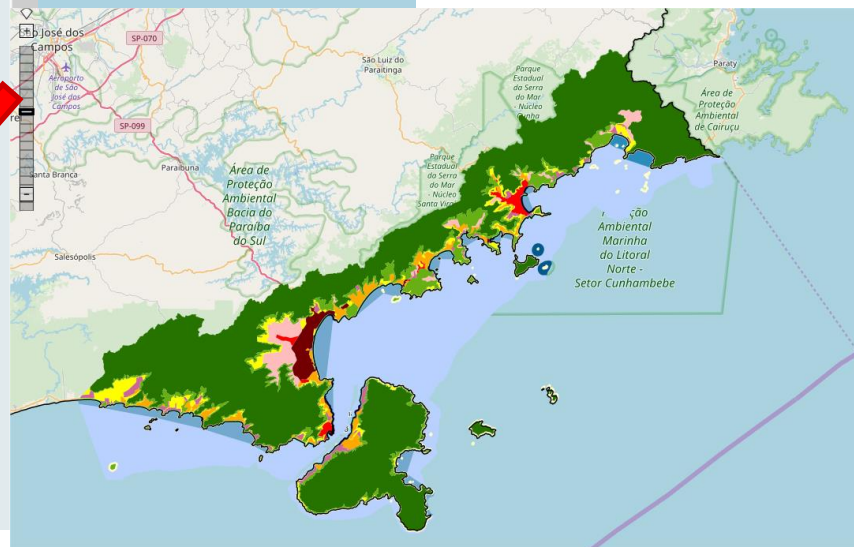 José dos
Campos
SP-070
Aeroporto
de São
José dos
Campos
SP-099
Santa Branca
Paraibuna
Salesópolis
São Luiz do
Paraitinga
Área de
Proteção
Ambiental
Bacia do
Paraíba
do Sul
Parque
Estadual
da Serra
do Mar
- Núcleo
Santa Virg
Parque
Estadual
da Serra
do Mar -
Núcleo
Cunha
Paraty
Área de
Proteção
Ambiental
de Cairuçu
ção
Ambiental
Marinha
do Litoral
Norte -
Setor Cunhambebe